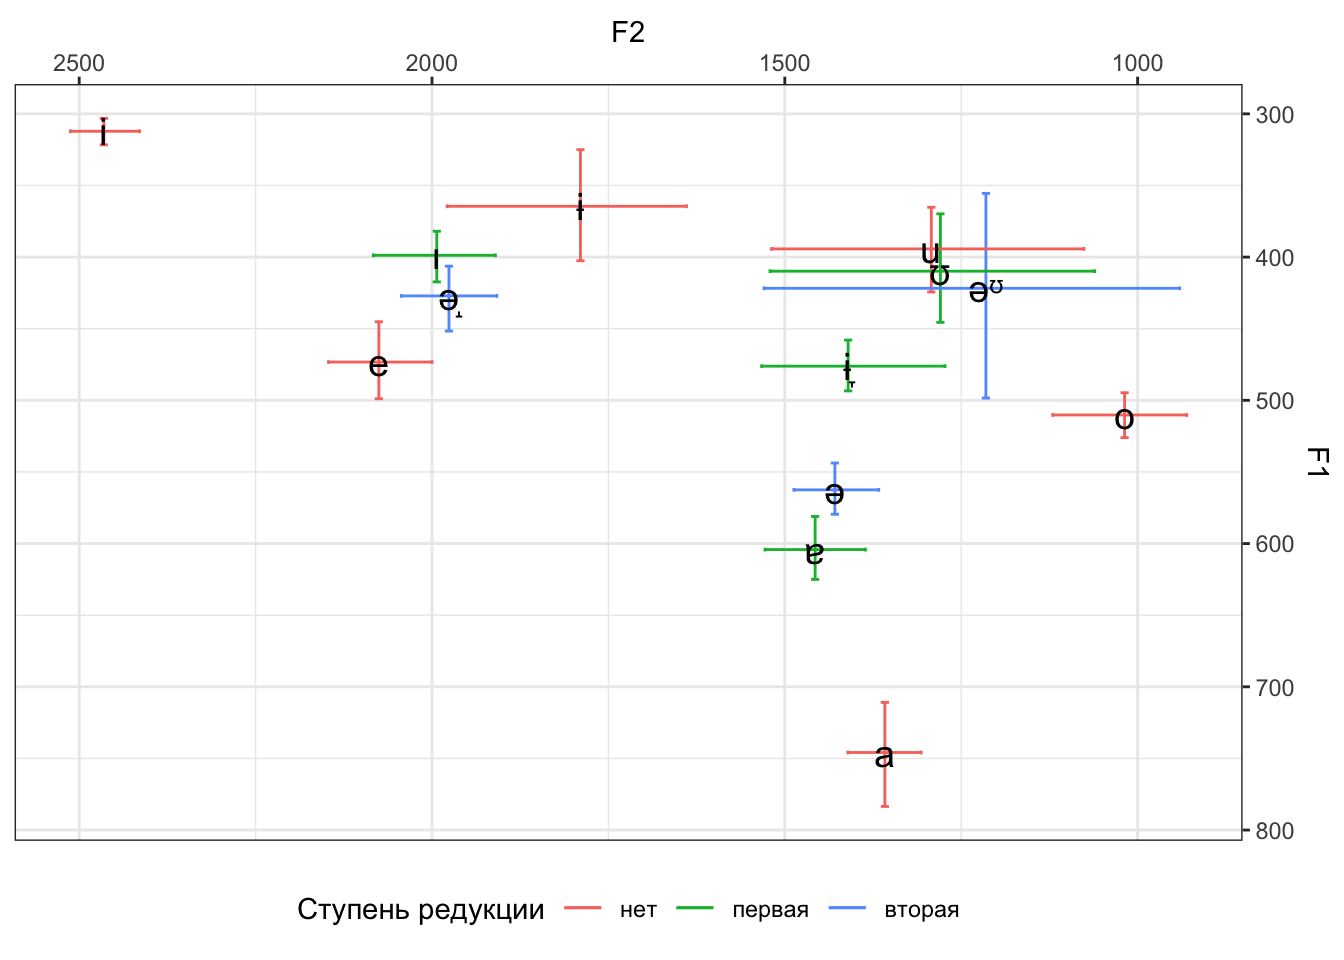 F2
2500 2000 1500 1000
300
i
ɨ
u
400
ɪ
ʊ
əᶷ
ə̝
e
ɨ̞
500
o
F1
ə
600
ɐ
700
a
800
Ступень редукции нет первая вторая